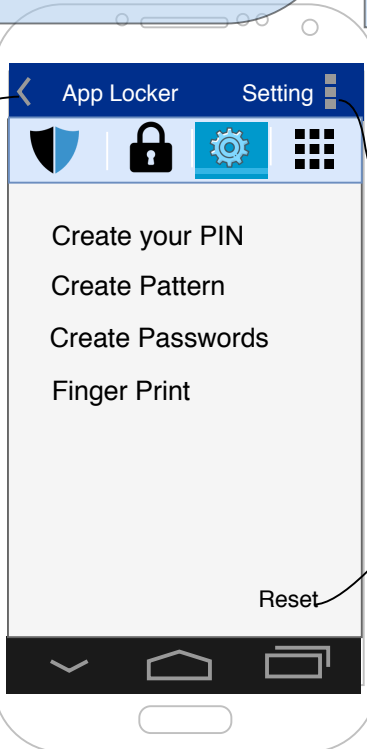 App Locker Setting
Create your PIN
Create Pattern
Create Passwords
Finger Print
Reset